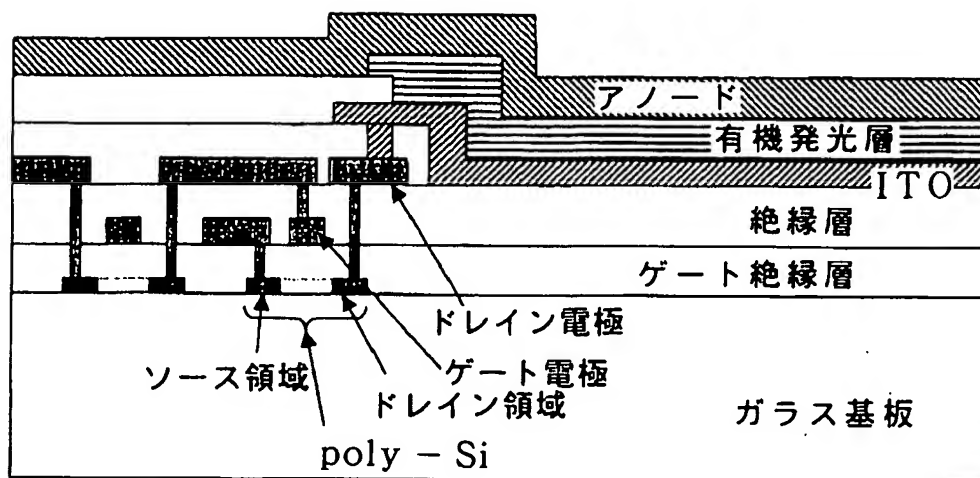 アノード
有機発光層
ITO
絶縁層
ゲート絶縁層
ドレイン電極
ソース領域
ゲート電極
ドレイン領域
ガラス基板
poly-Si